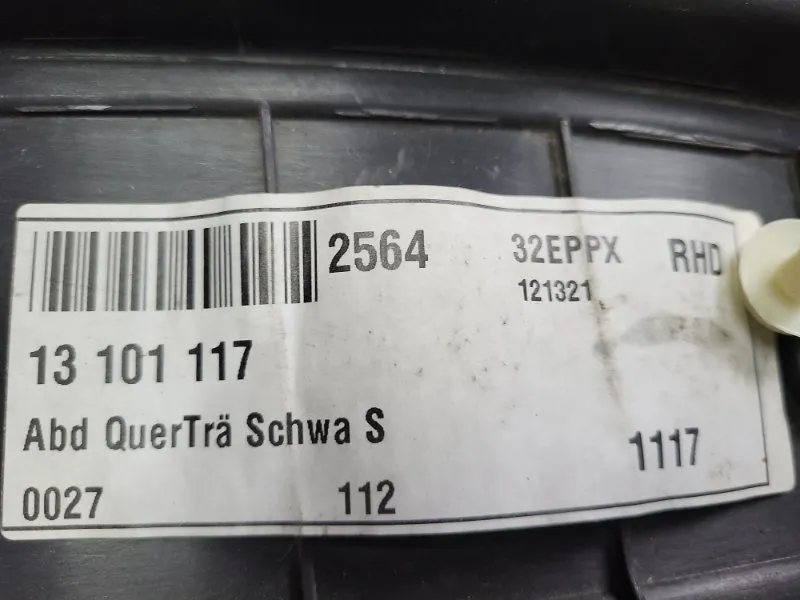 2564 32EPPX RHD
121321
13 101 117
Abd QuerTrä Schwa S
1117
0027 112